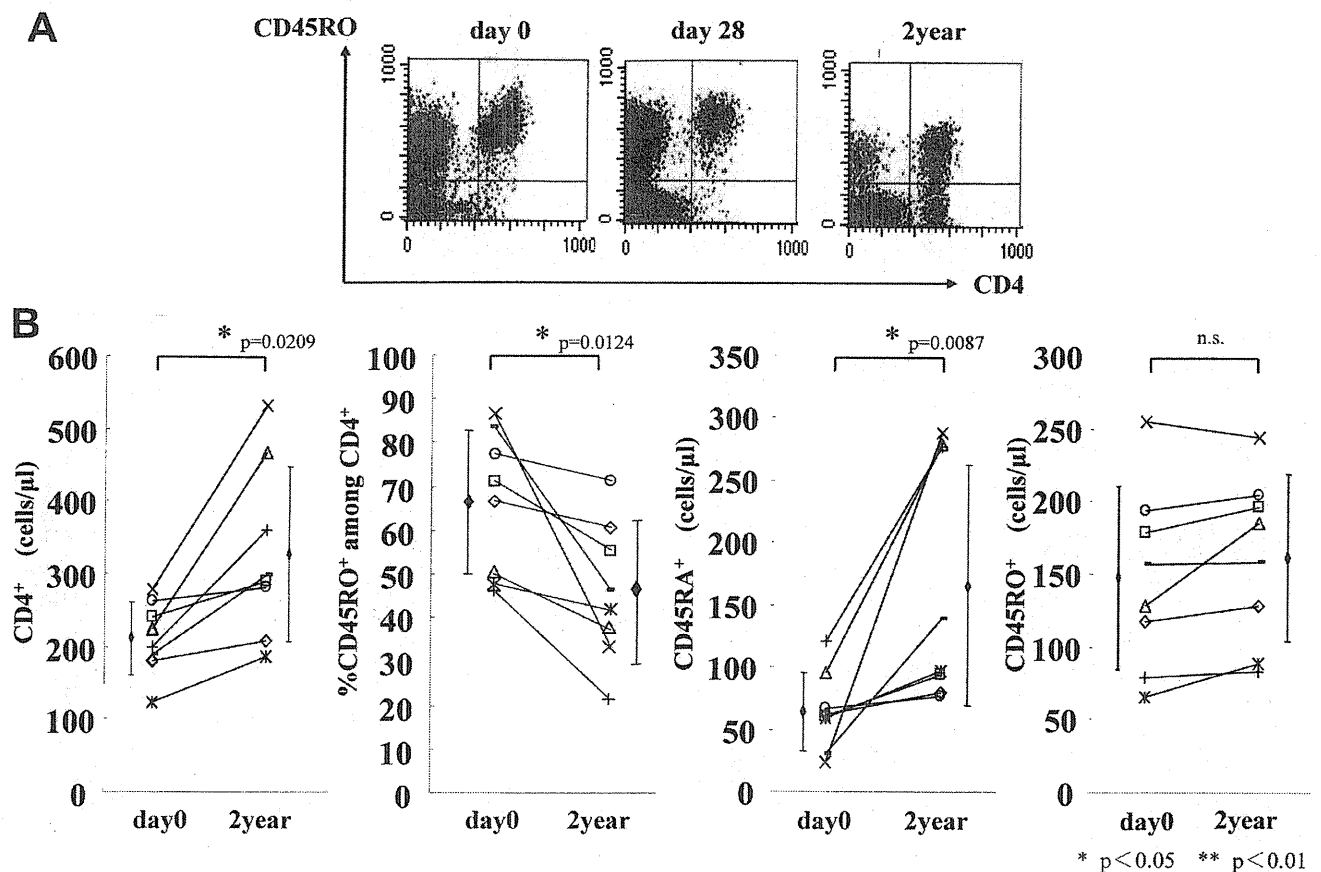 A
CD45RO
day 0
day 28
2year
1000
0
0
1000
1000
0
0
1000
1000
0
0
1000
CD4
B
* p=0.0209
600
500
400
300
200
100
0
CD4⁺ (cells/µl)
day0
2year
* p=0.0124
100
90
80
70
60
50
40
30
20
10
0
%CD45RO⁺ among CD4⁺
day0
2year
* p=0.0087
350
300
250
200
150
100
50
0
CD45RA⁺ (cells/µl)
day0
2year
n.s.
300
250
200
150
100
50
0
CD45RO⁺ (cells/µl)
day0
2year
* p<0.05 ** p<0.01